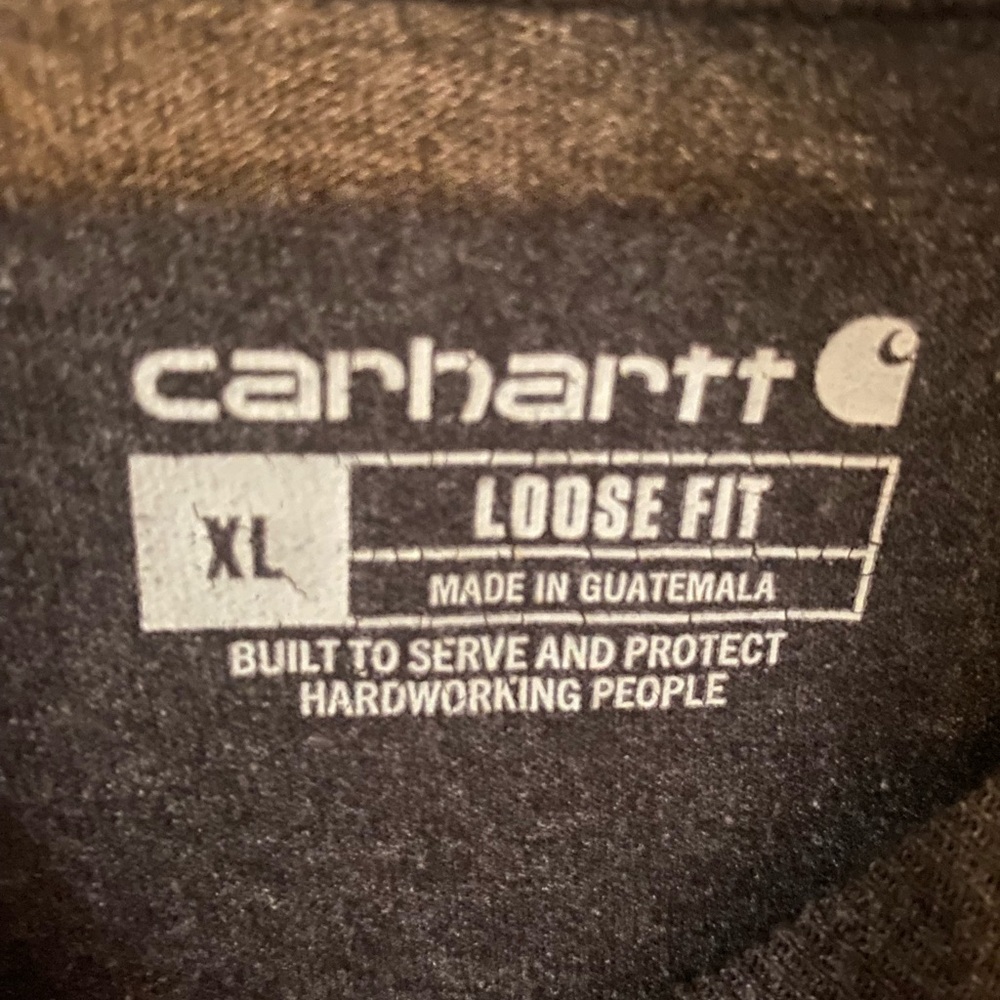 carhartt
XL
LOOSE FIT
MADE IN GUATEMALA
BUILT TO SERVE AND PROTECT
HARDWORKING PEOPLE